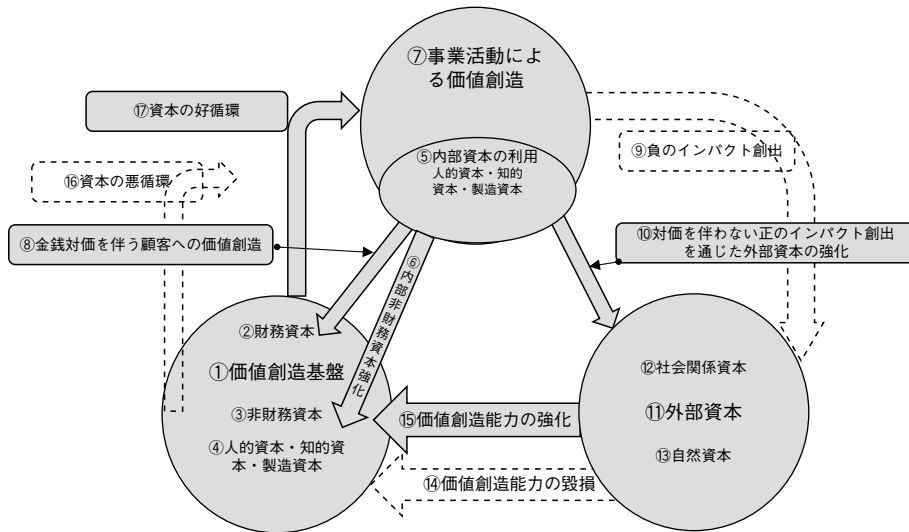 ⑦事業活動によ
る価値創造
⑰資本の好循環
⑤内部資本の利用
人的資本・知的
資本・製造資本
⑨負のインパクト創出
⑯資本の悪循環
⑧金銭対価を伴う顧客への価値創造
⑩対価を伴わない正のインパクト創出
を通じた外部資本の強化
⑥内部非財務資本強化
②財務資本
①価値創造基盤
③非財務資本
④人的資本・知的資
本・製造資本
⑫社会関係資本
⑪外部資本
⑬自然資本
⑮価値創造能力の強化
⑭価値創造能力の毀損